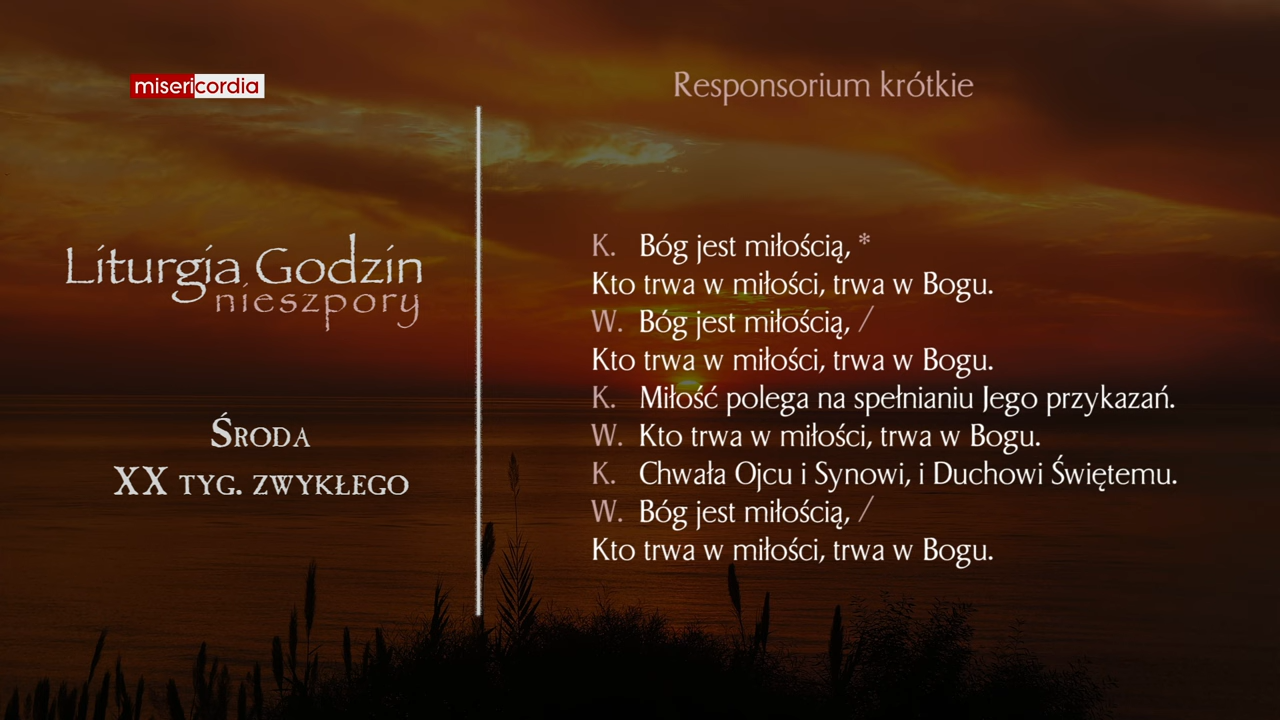 misericordia
Liturgia Godzin
nieszpory
Środa
XX tyg. zwykłego
Responsorium krótkie
K. Bóg jest miłością, *
Kto trwa w miłości, trwa w Bogu.
W. Bóg jest miłością, /
Kto trwa w miłości, trwa w Bogu.
K. Miłość polega na spełnianiu Jego przykazań.
W. Kto trwa w miłości, trwa w Bogu.
K. Chwała Ojcu i Synowi, i Duchowi Świętemu.
W. Bóg jest miłością, /
Kto trwa w miłości, trwa w Bogu.